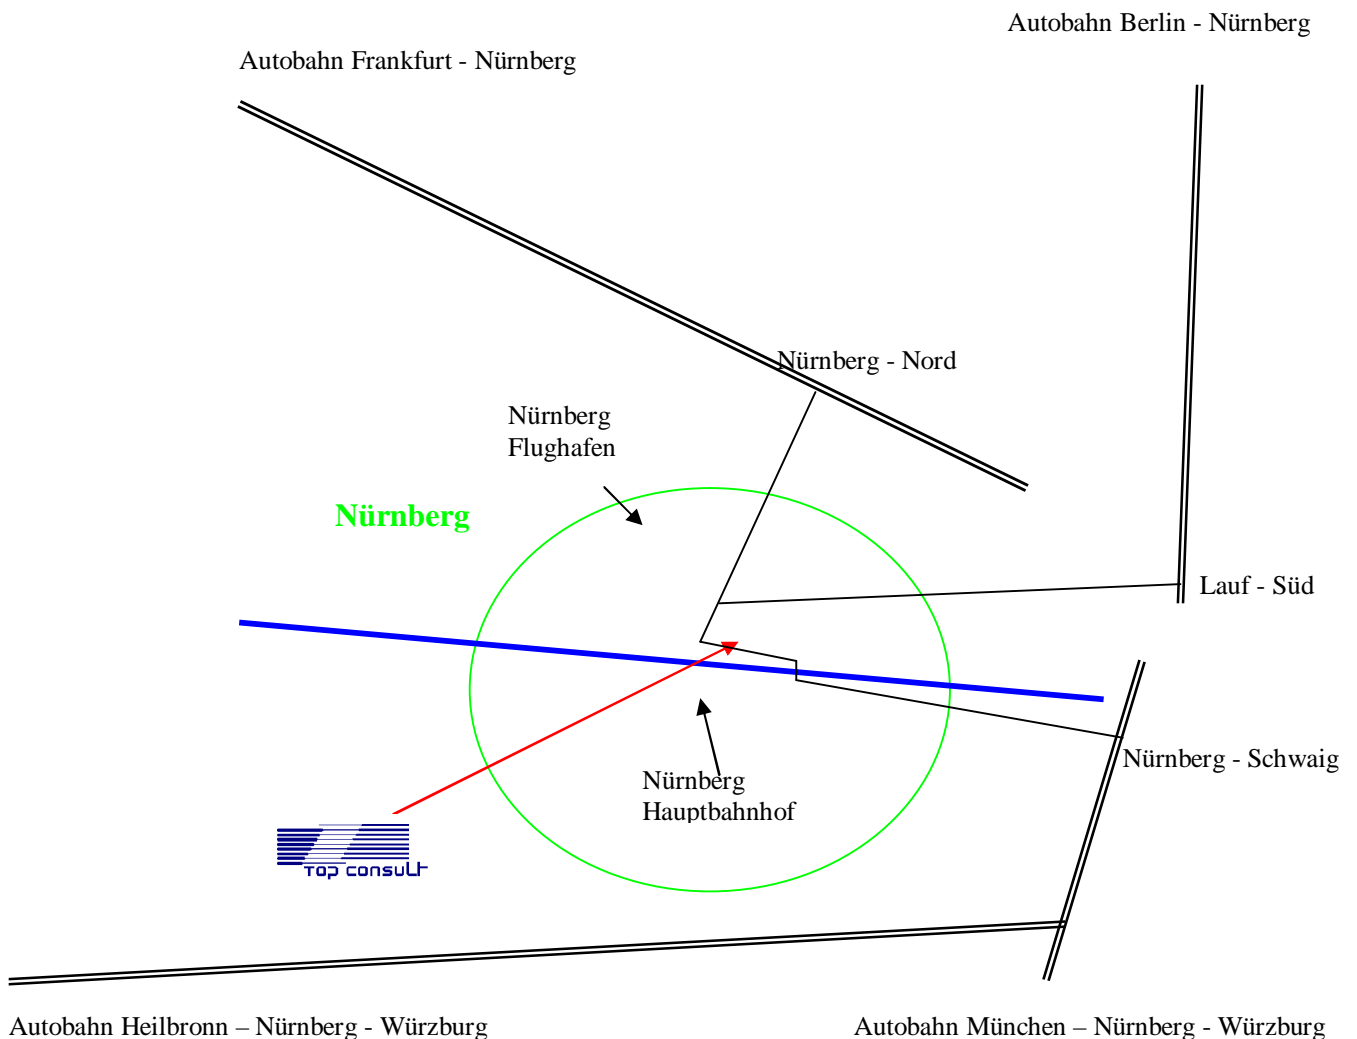 Autobahn Berlin - Nürnberg
Autobahn Frankfurt - Nürnberg
Nürnberg - Nord
Nürnberg
Flughafen
Nürnberg
Lauf - Süd
Nürnberg - Schwaig
Nürnberg
Hauptbahnhof
TOP CONSULT
Autobahn Heilbronn – Nürnberg - Würzburg
Autobahn München – Nürnberg - Würzburg